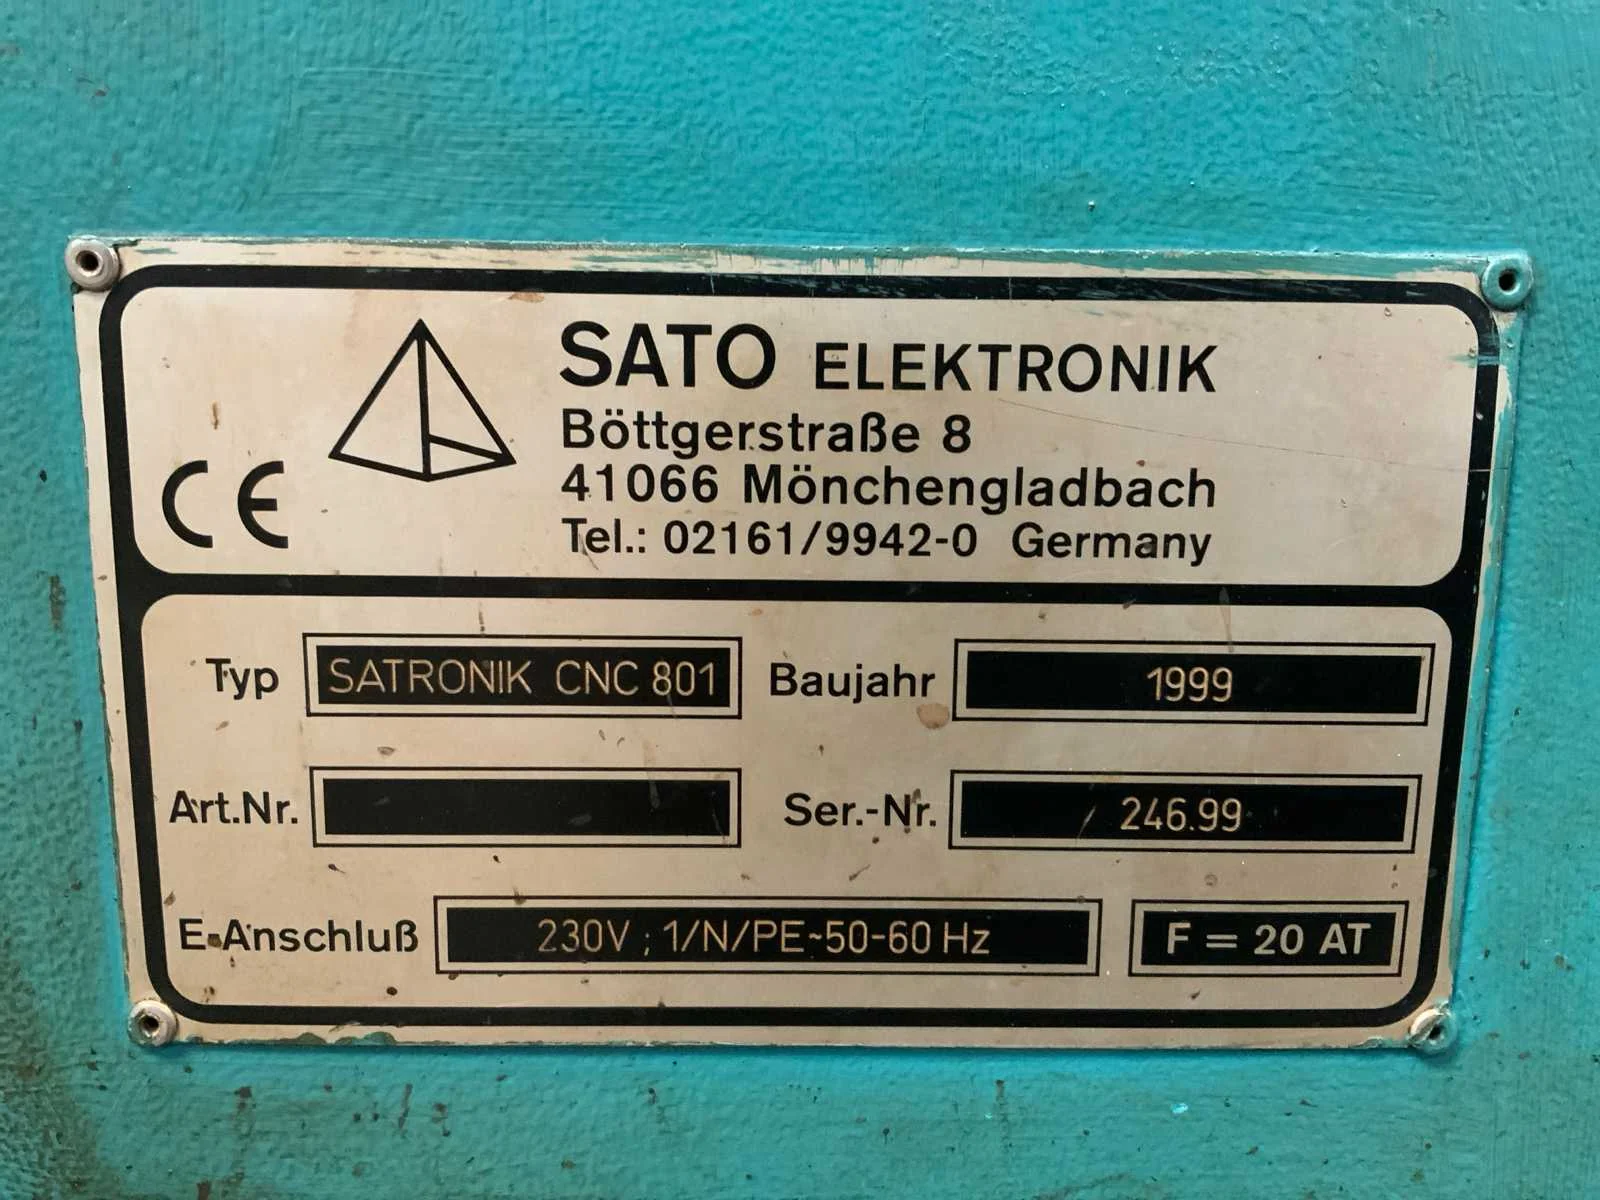 SATO ELEKTRONIK
Böttgerstraße 8
41066 Mönchengladbach
Tel.: 02161/9942-0 Germany
CE
Typ SATRONIK CNC 801 Baujahr 1999
Art.Nr. Ser.-Nr. 246.99
E-Anschluß 230V ; 1/N/PE~50-60 Hz F = 20 AT